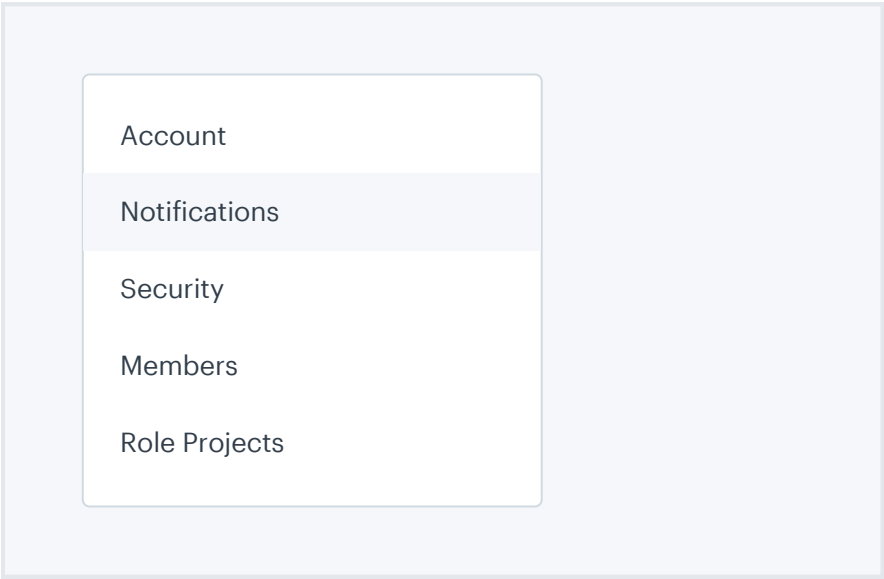 Account
Notifications
Security
Members
Role Projects